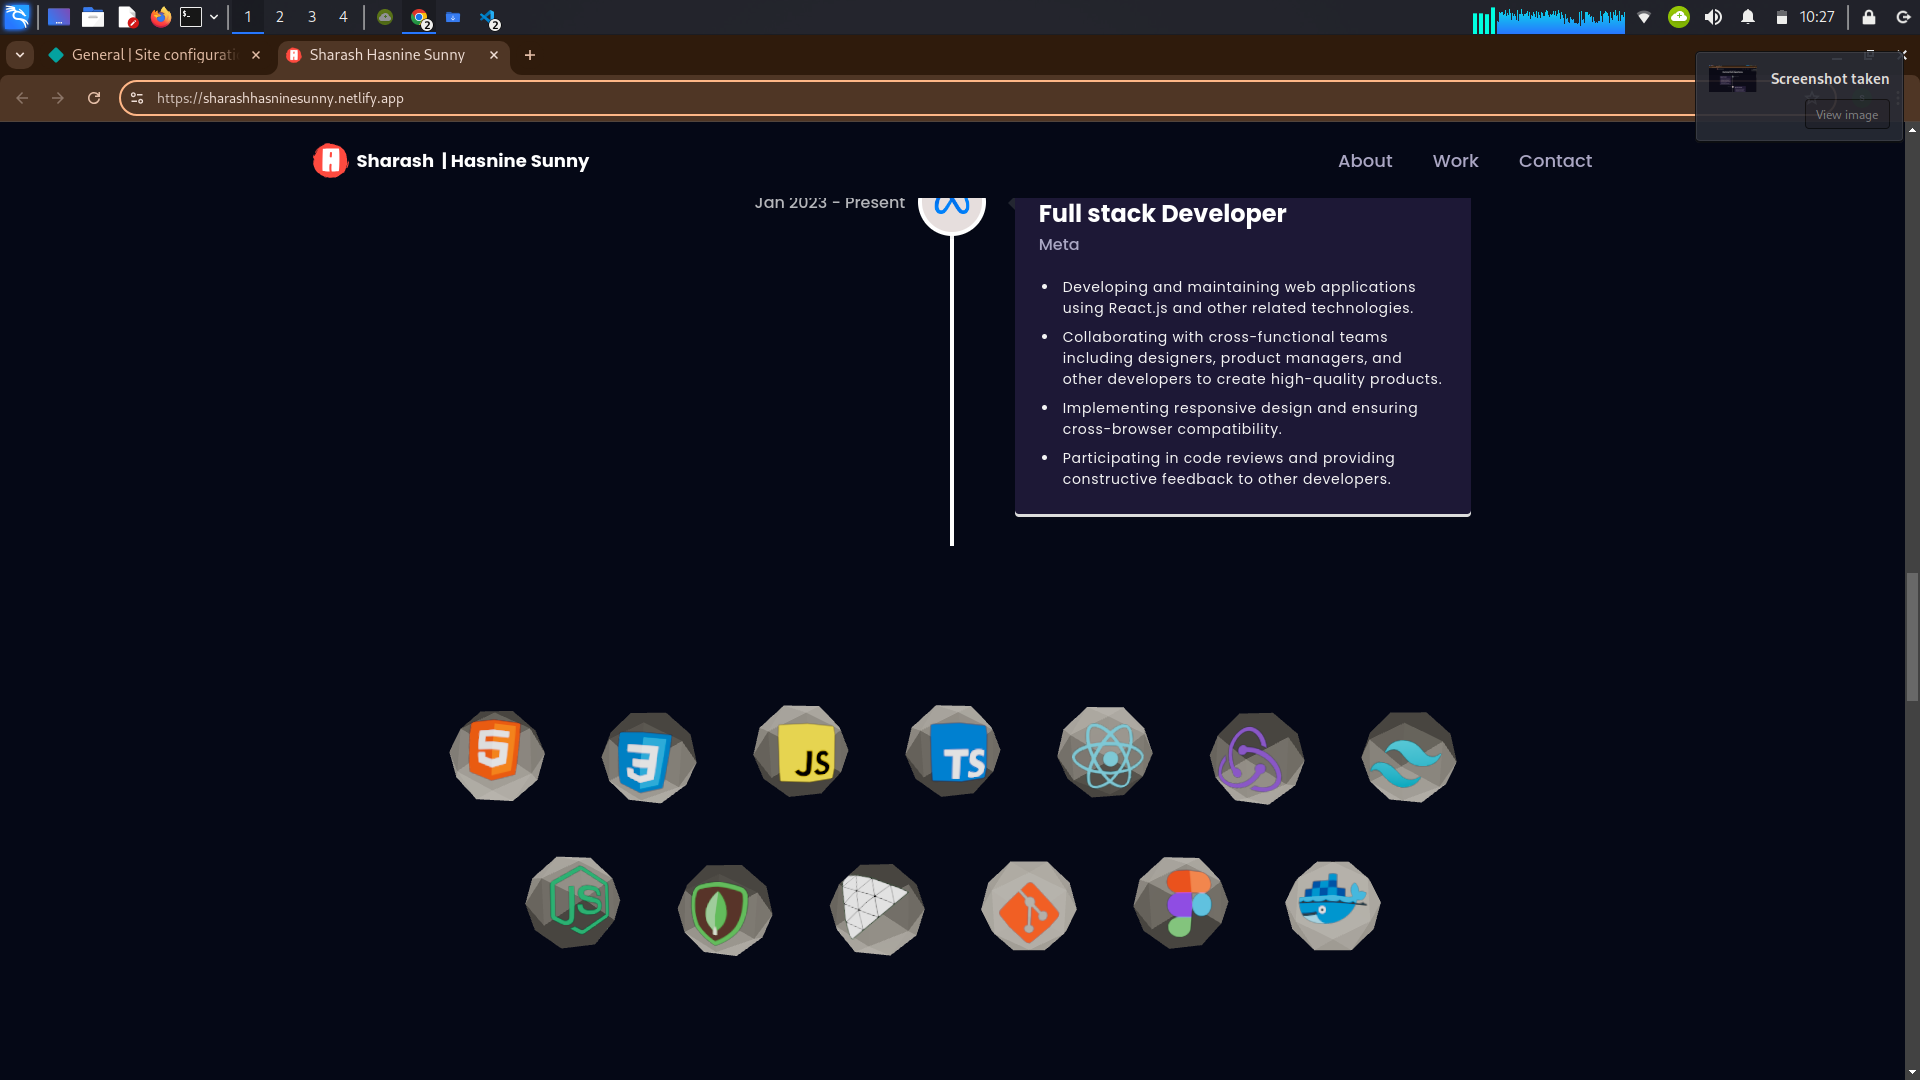 1 2 3 4
2
2
10:27
General | Site configurati
Sharash Hasnine Sunny
https://sharashhasninesunny.netlify.app
Screenshot taken
View image
Sharash | Hasnine Sunny
About
Work
Contact
Jan 2023 - Present
Full stack Developer
Meta
Developing and maintaining web applications
using React.js and other related technologies.
Collaborating with cross-functional teams
including designers, product managers, and
other developers to create high-quality products.
Implementing responsive design and ensuring
cross-browser compatibility.
Participating in code reviews and providing
constructive feedback to other developers.
5
3
JS
TS
JS